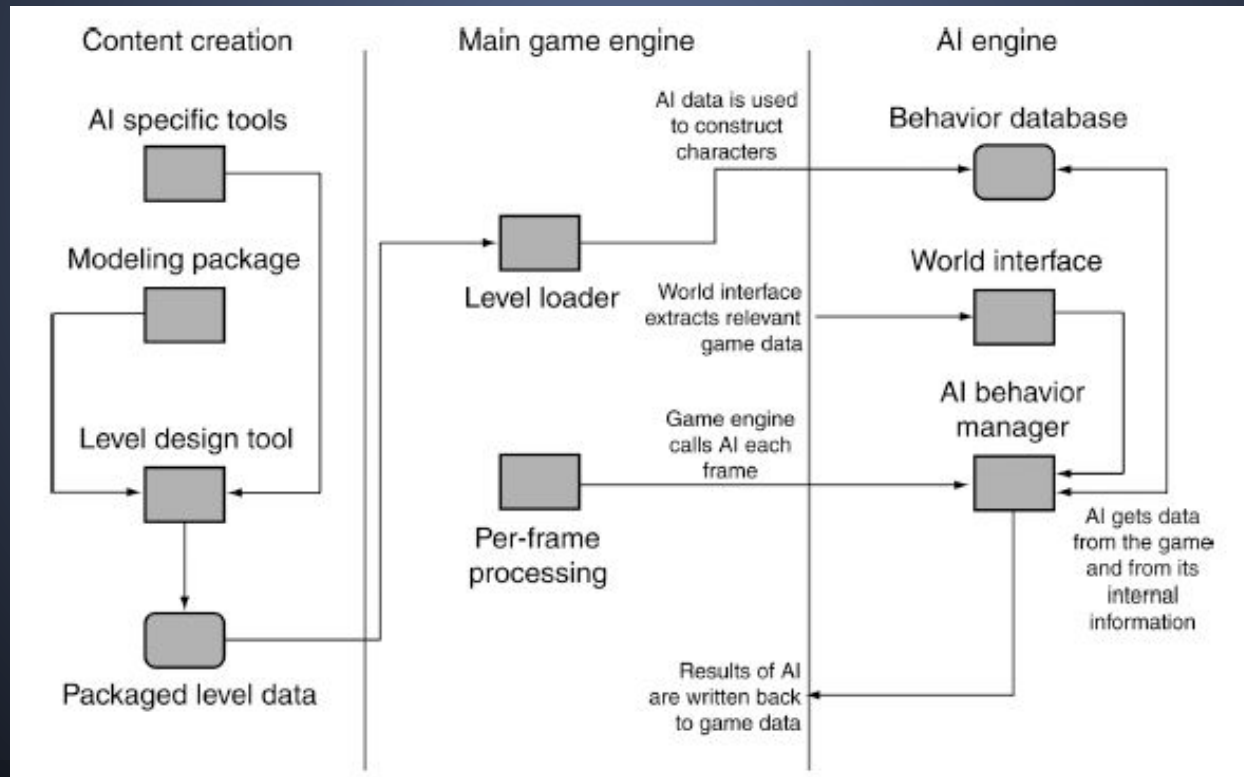 Content creation
Main game engine
AI engine
AI specific tools
Modeling package
Level design tool
Packaged level data
AI data is used
to construct
characters
Level loader
World interface
extracts relevant
game data
Game engine
calls AI each
frame
Per-frame
processing
Results of AI
are written back
to game data
Behavior database
World interface
AI behavior
manager
AI gets data
from the game
and from its
internal
information